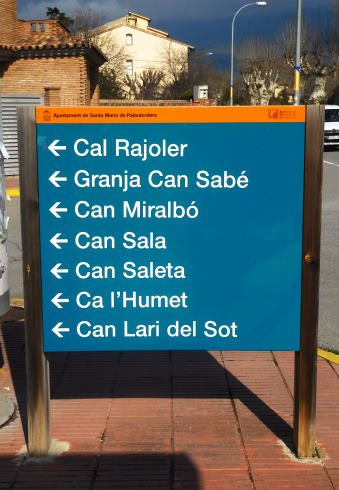 Ajuntament de Santa Maria de Palautordera
← Cal Rajoler
← Granja Can Sabé
← Can Miralbó
← Can Sala
← Can Saleta
← Ca l'Humet
← Can Lari del Sot